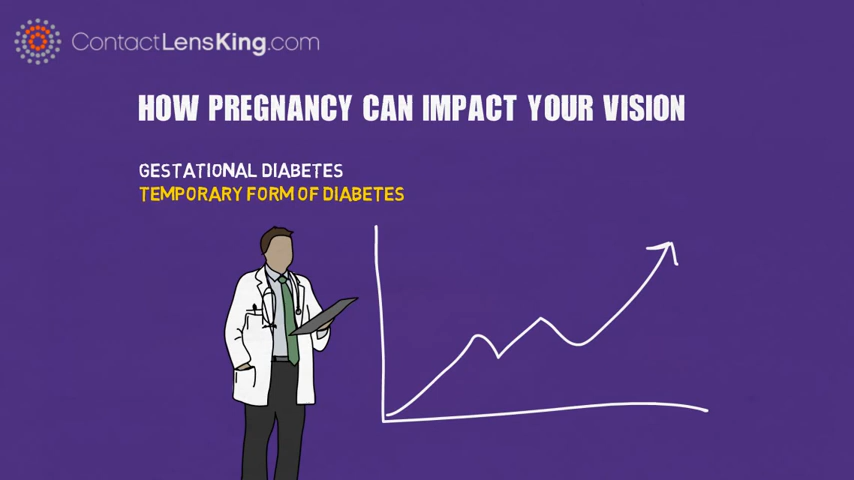 ContactLensKing.com
HOW PREGNANCY CAN IMPACT YOUR VISION
GESTATIONAL DIABETES
TEMPORARY FORM OF DIABETES